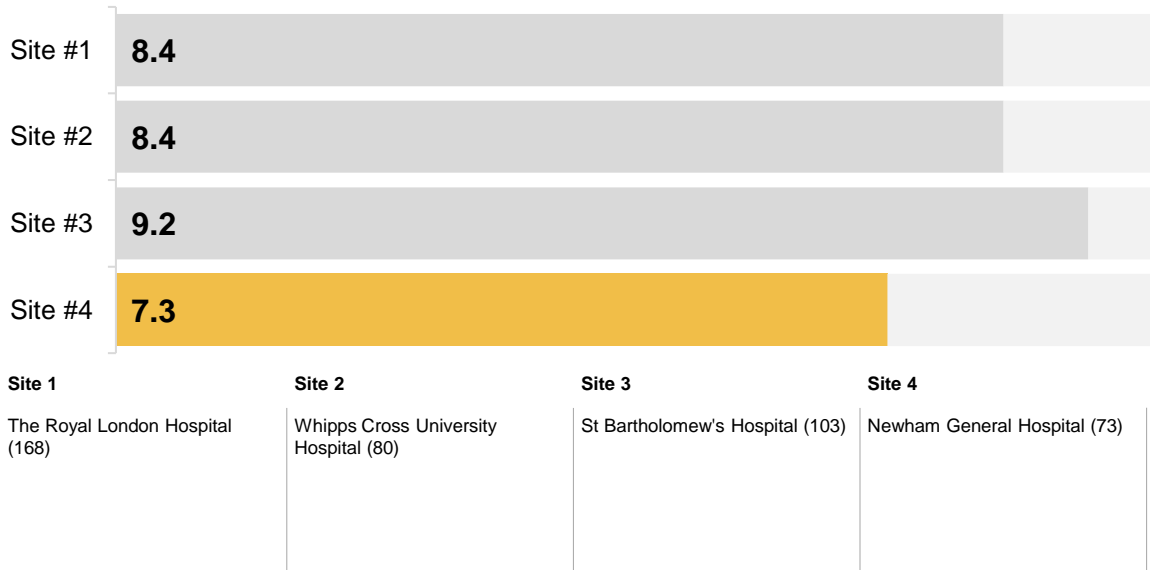 Site #1 8.4
Site #2 8.4
Site #3 9.2
Site #4 7.3
Site 1
The Royal London Hospital
(168)
Site 2
Whipps Cross University
Hospital (80)
Site 3
St Bartholomew's Hospital (103)
Site 4
Newham General Hospital (73)